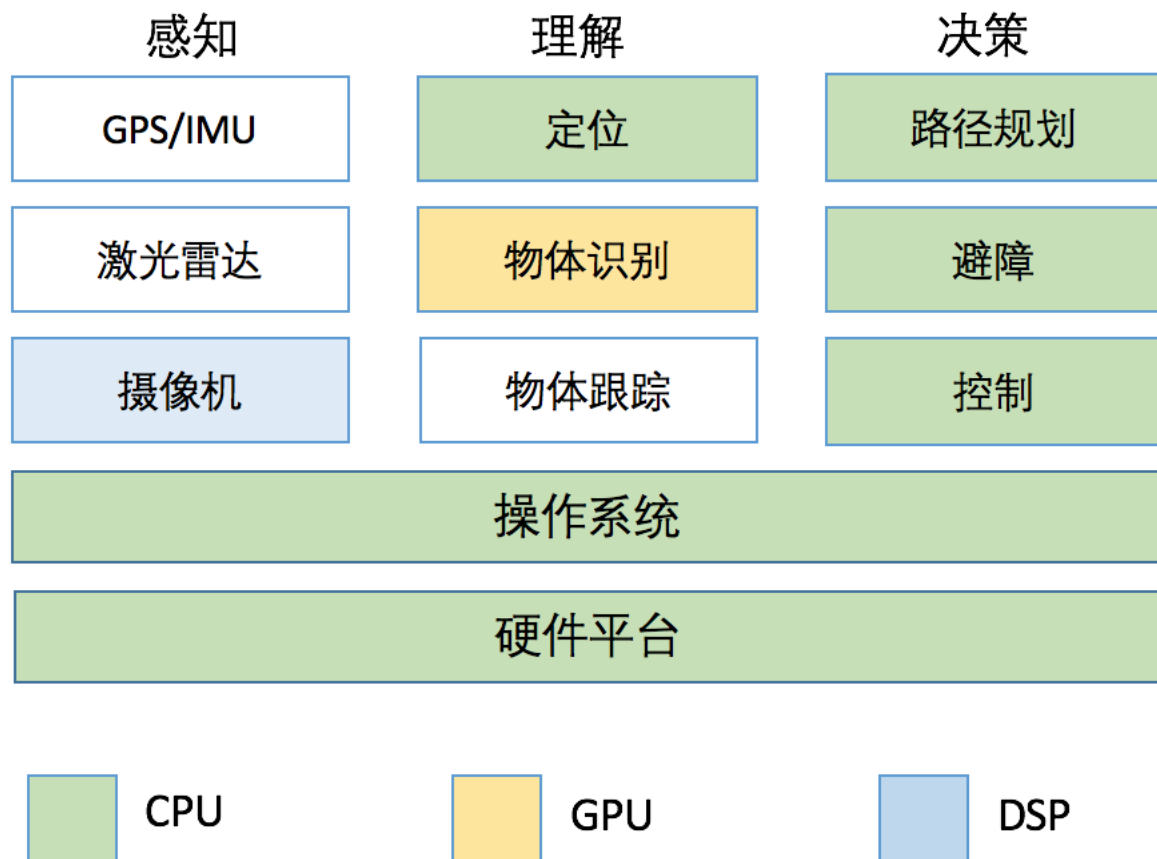 感知
理解
决策
GPS/IMU
定位
路径规划
激光雷达
物体识别
避障
摄像机
物体跟踪
控制
操作系统
硬件平台
CPU
GPU
DSP